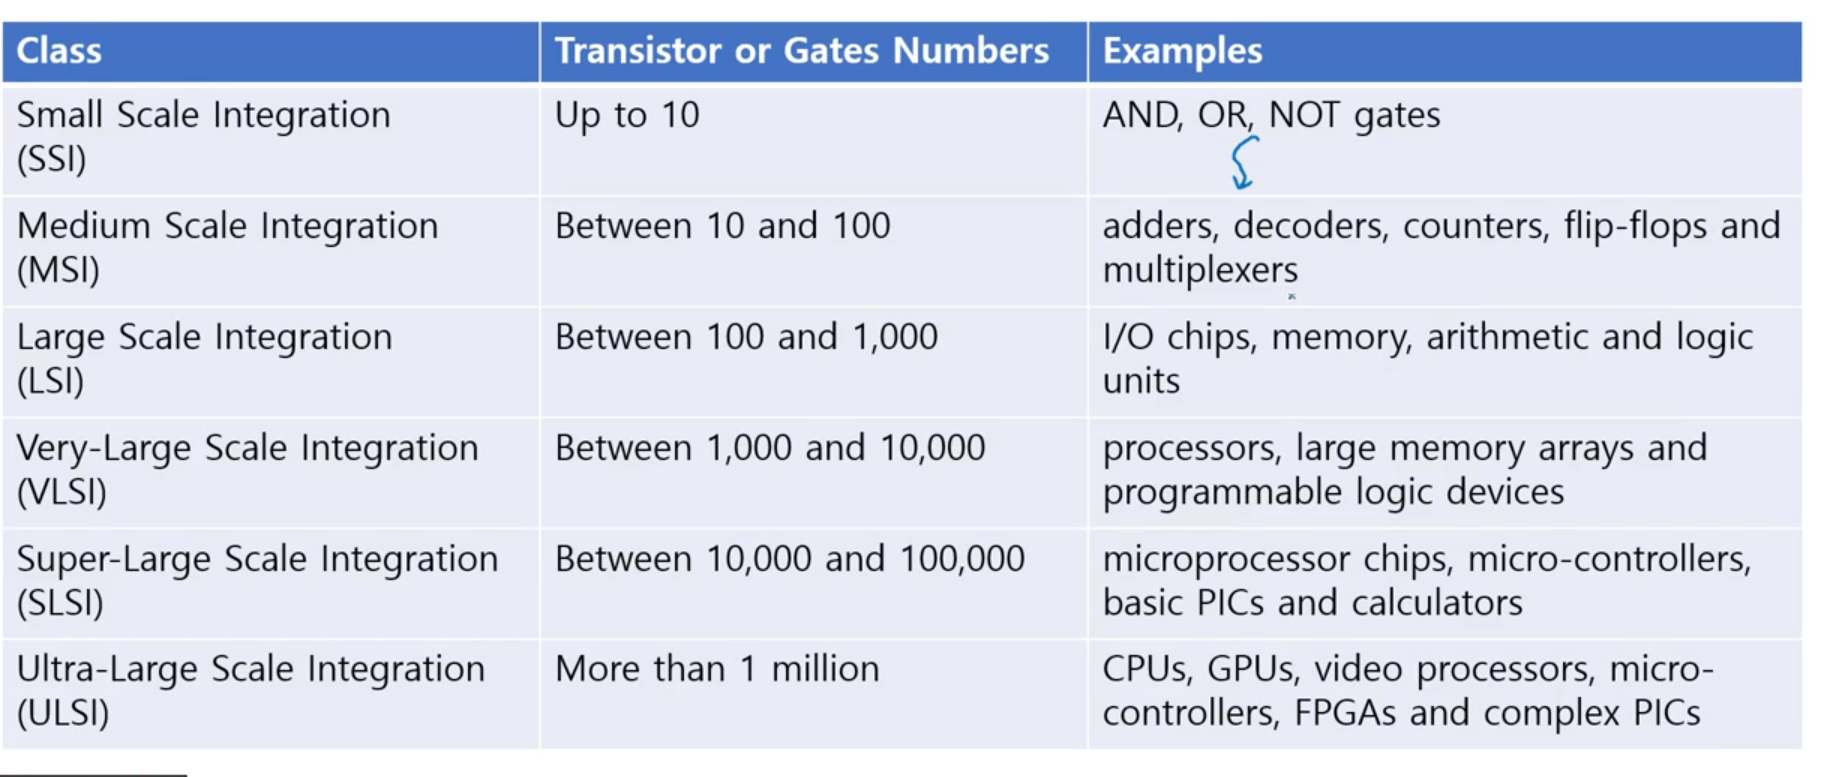 Class
Transistor or Gates Numbers
Examples
Small Scale Integration
(SSI)
Up to 10
AND, OR, NOT gates
Medium Scale Integration
(MSI)
Between 10 and 100
adders, decoders, counters, flip-flops and
multiplexers
Large Scale Integration
(LSI)
Between 100 and 1,000
I/O chips, memory, arithmetic and logic
units
Very-Large Scale Integration
(VLSI)
Between 1,000 and 10,000
processors, large memory arrays and
programmable logic devices
Super-Large Scale Integration
(SLSI)
Between 10,000 and 100,000
microprocessor chips, micro-controllers,
basic PICs and calculators
Ultra-Large Scale Integration
(ULSI)
More than 1 million
CPUs, GPUs, video processors, micro-
controllers, FPGAs and complex PICs